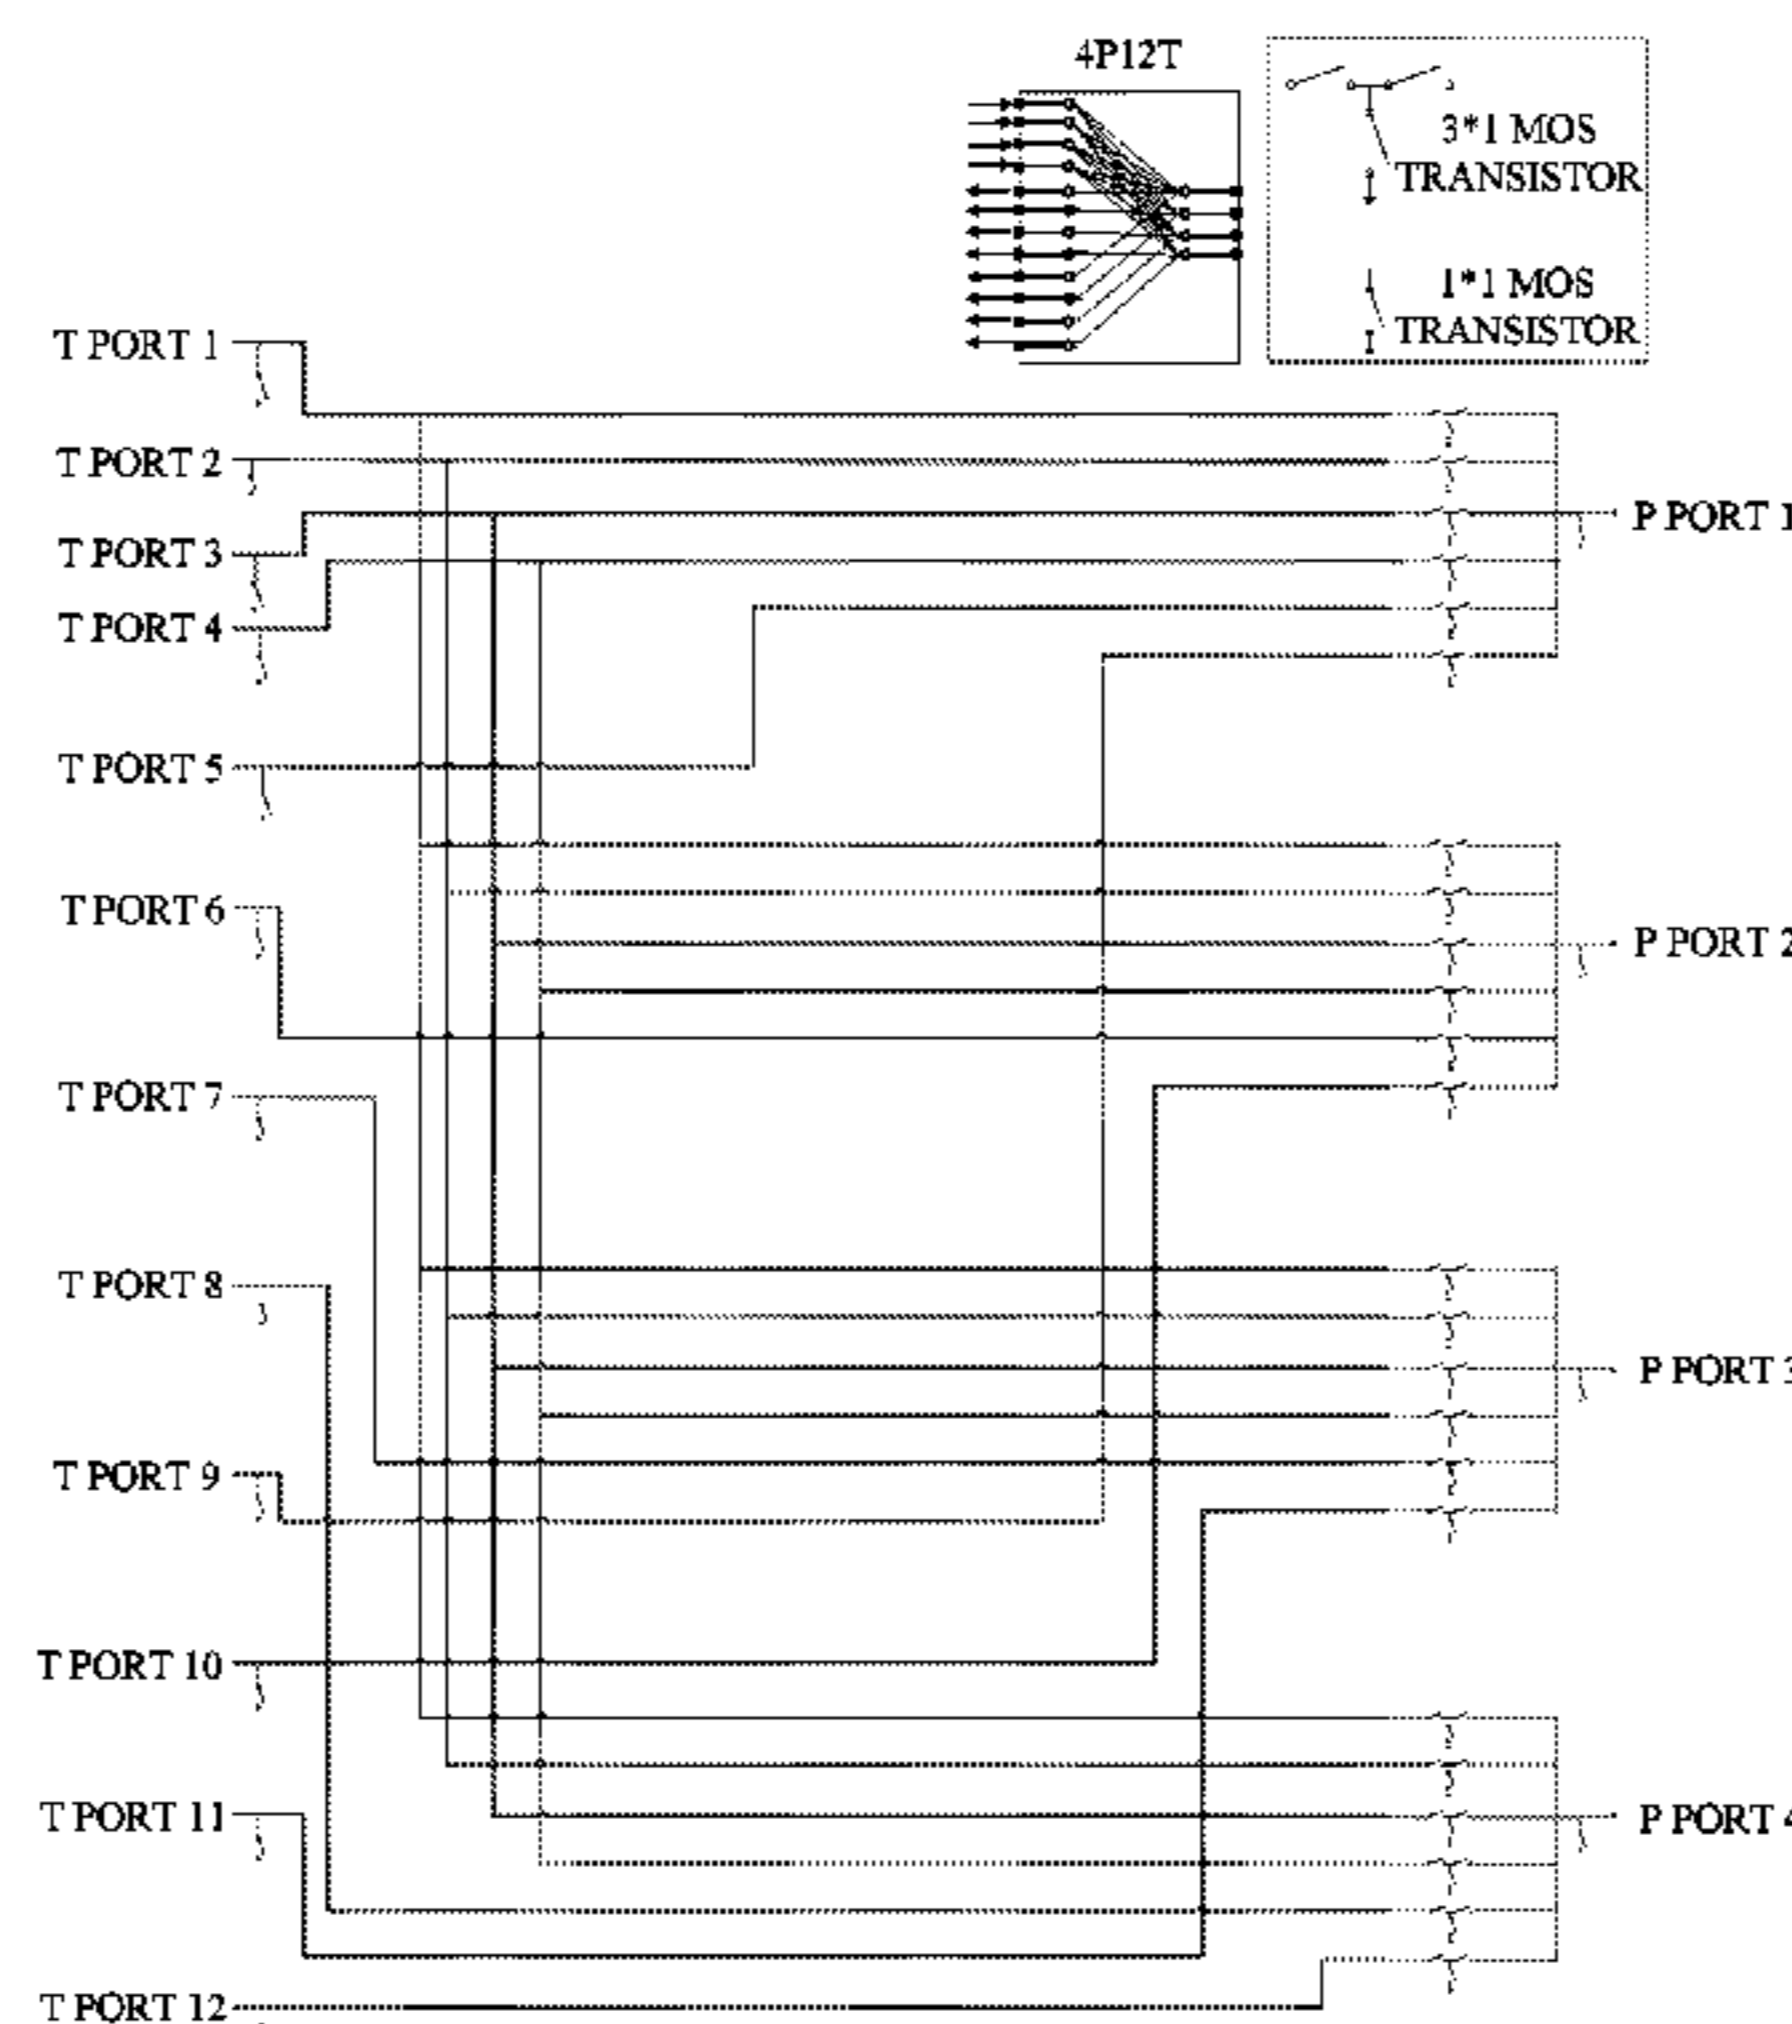 4P12T
3*1 MOS
TRANSISTOR
1*1 MOS
TRANSISTOR
T PORT 1
T PORT 2
T PORT 3
T PORT 4
T PORT 5
T PORT 6
T PORT 7
T PORT 8
T PORT 9
T PORT 10
T PORT 11
T PORT 12
P PORT 1
P PORT 2
P PORT 3
P PORT 4